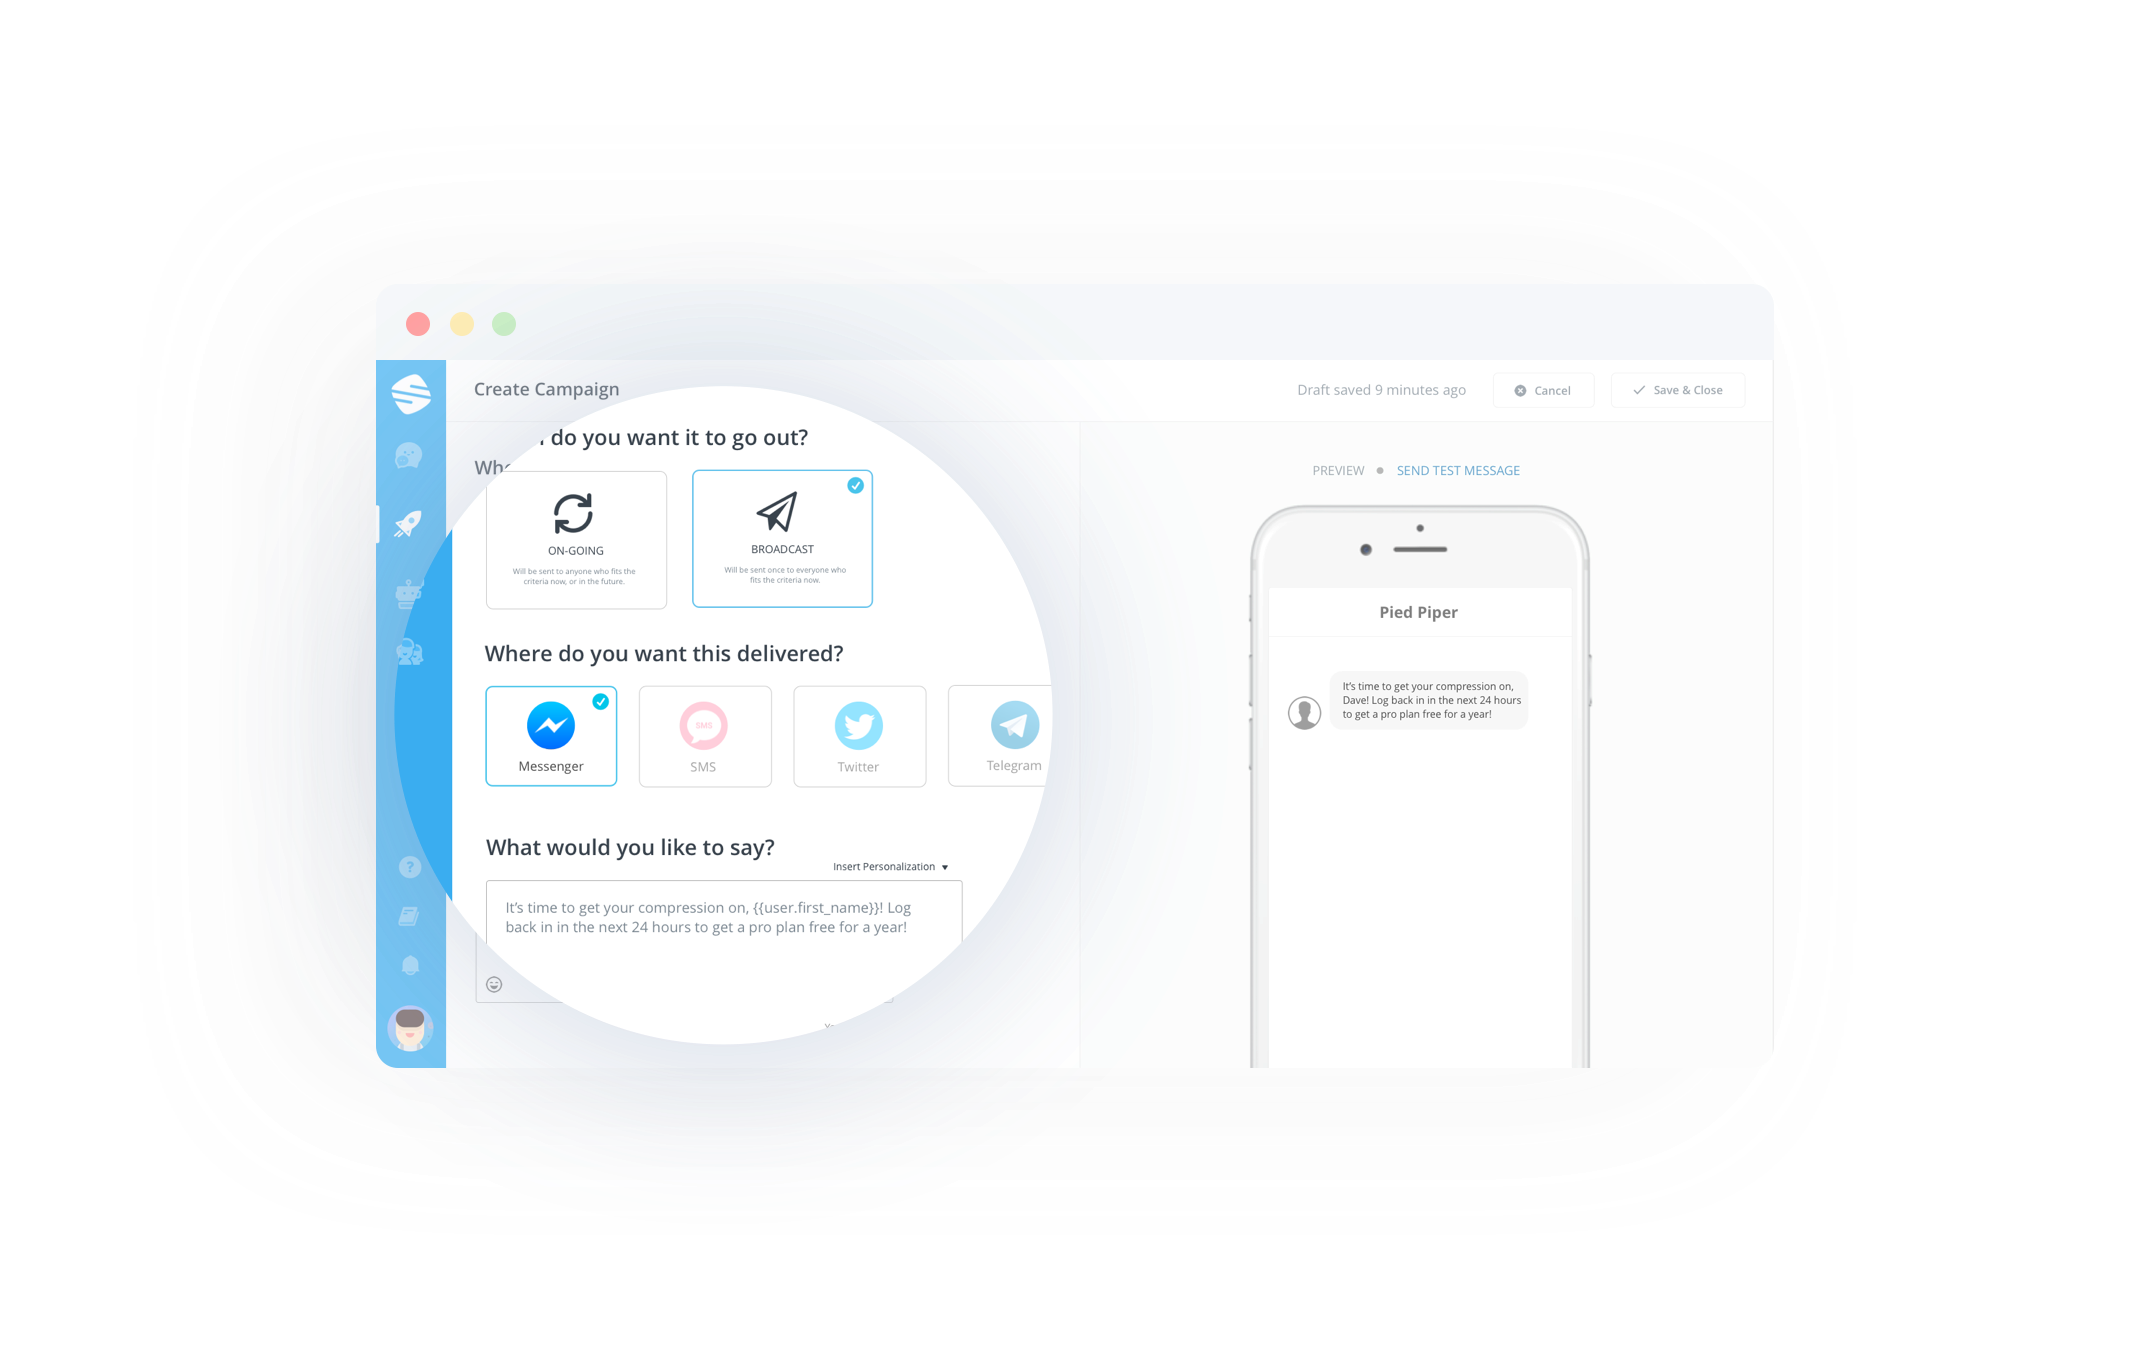 Create Campaign
Draft saved 9 minutes ago
Cancel
Save & Close
do you want it to go out?
ON-GOING
Will be sent to anyone who fits the
criteria now, or in the future.
BROADCAST
Will be sent once to everyone who
fits the criteria now.
Where do you want this delivered?
Messenger
SMS
SMS
Twitter
Telegram
What would you like to say?
Insert Personalization
It's time to get your compression on, {{user.first_name}}! Log
back in in the next 24 hours to get a pro plan free for a year!
?
PREVIEW
SEND TEST MESSAGE
Pied Piper
It's time to get your compression on,
Dave! Log back in in the next 24 hours
to get a pro plan free for a year!